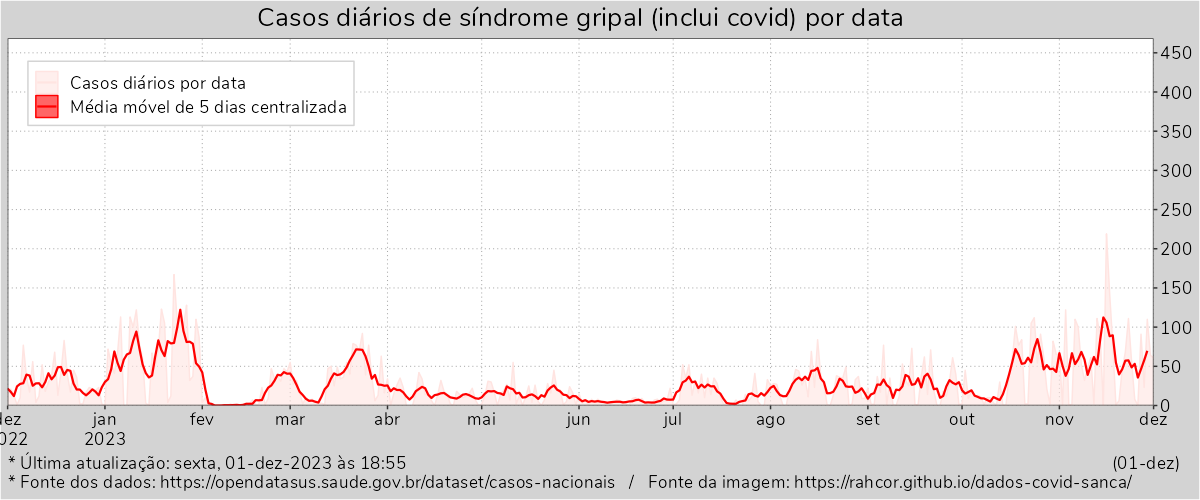 Casos diários de síndrome gripal (inclui covid) por data
Casos diários por data
Média móvel de 5 dias centralizada
450
400
350
300
250
200
150
100
50
0
dez jan fev mar abr mai jun jul ago set out nov dez
022 2023
* Última atualização: sexta, 01-dez-2023 às 18:55 (01-dez)
* Fonte dos dados: https://opendatasus.saude.gov.br/dataset/casos-nacionais / Fonte da imagem: https://rahcor.github.io/dados-covid-sanca/